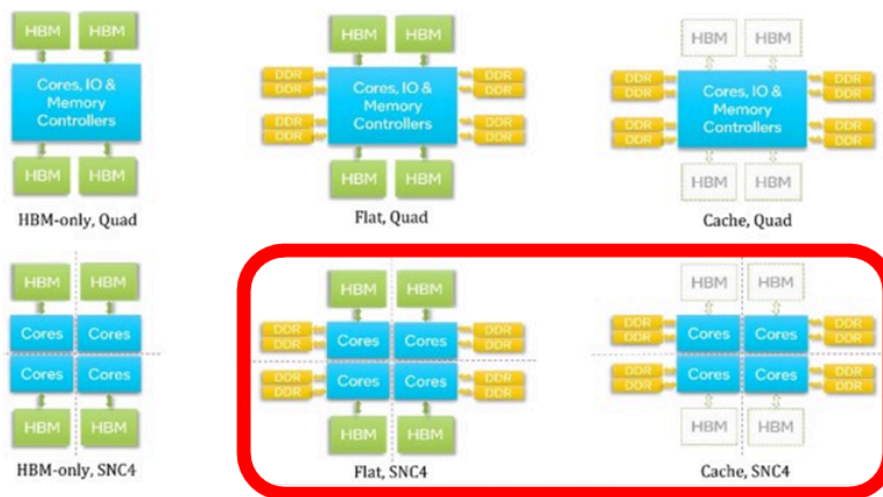 HBM HBM HBM HBM HBM HBM
DDR DDR DDR DDR
DDR DDR DDR DDR
Cores, IO & Cores, IO & Cores, IO &
Memory Memory Memory
Controllers Controllers Controllers
DDR DDR DDR DDR
DDR DDR DDR DDR
HBM HBM HBM HBM HBM HBM
HBM-only, Quad Flat, Quad Cache, Quad
HBM HBM HBM HBM HBM HBM
DDR DDR DDR DDR
Cores Cores Cores Cores Cores Cores
DDR DDR DDR DDR
DDR DDR DDR DDR
Cores Cores Cores Cores Cores Cores
DDR DDR DDR DDR
HBM HBM HBM HBM HBM HBM
HBM-only, SNC4 Flat, SNC4 Cache, SNC4